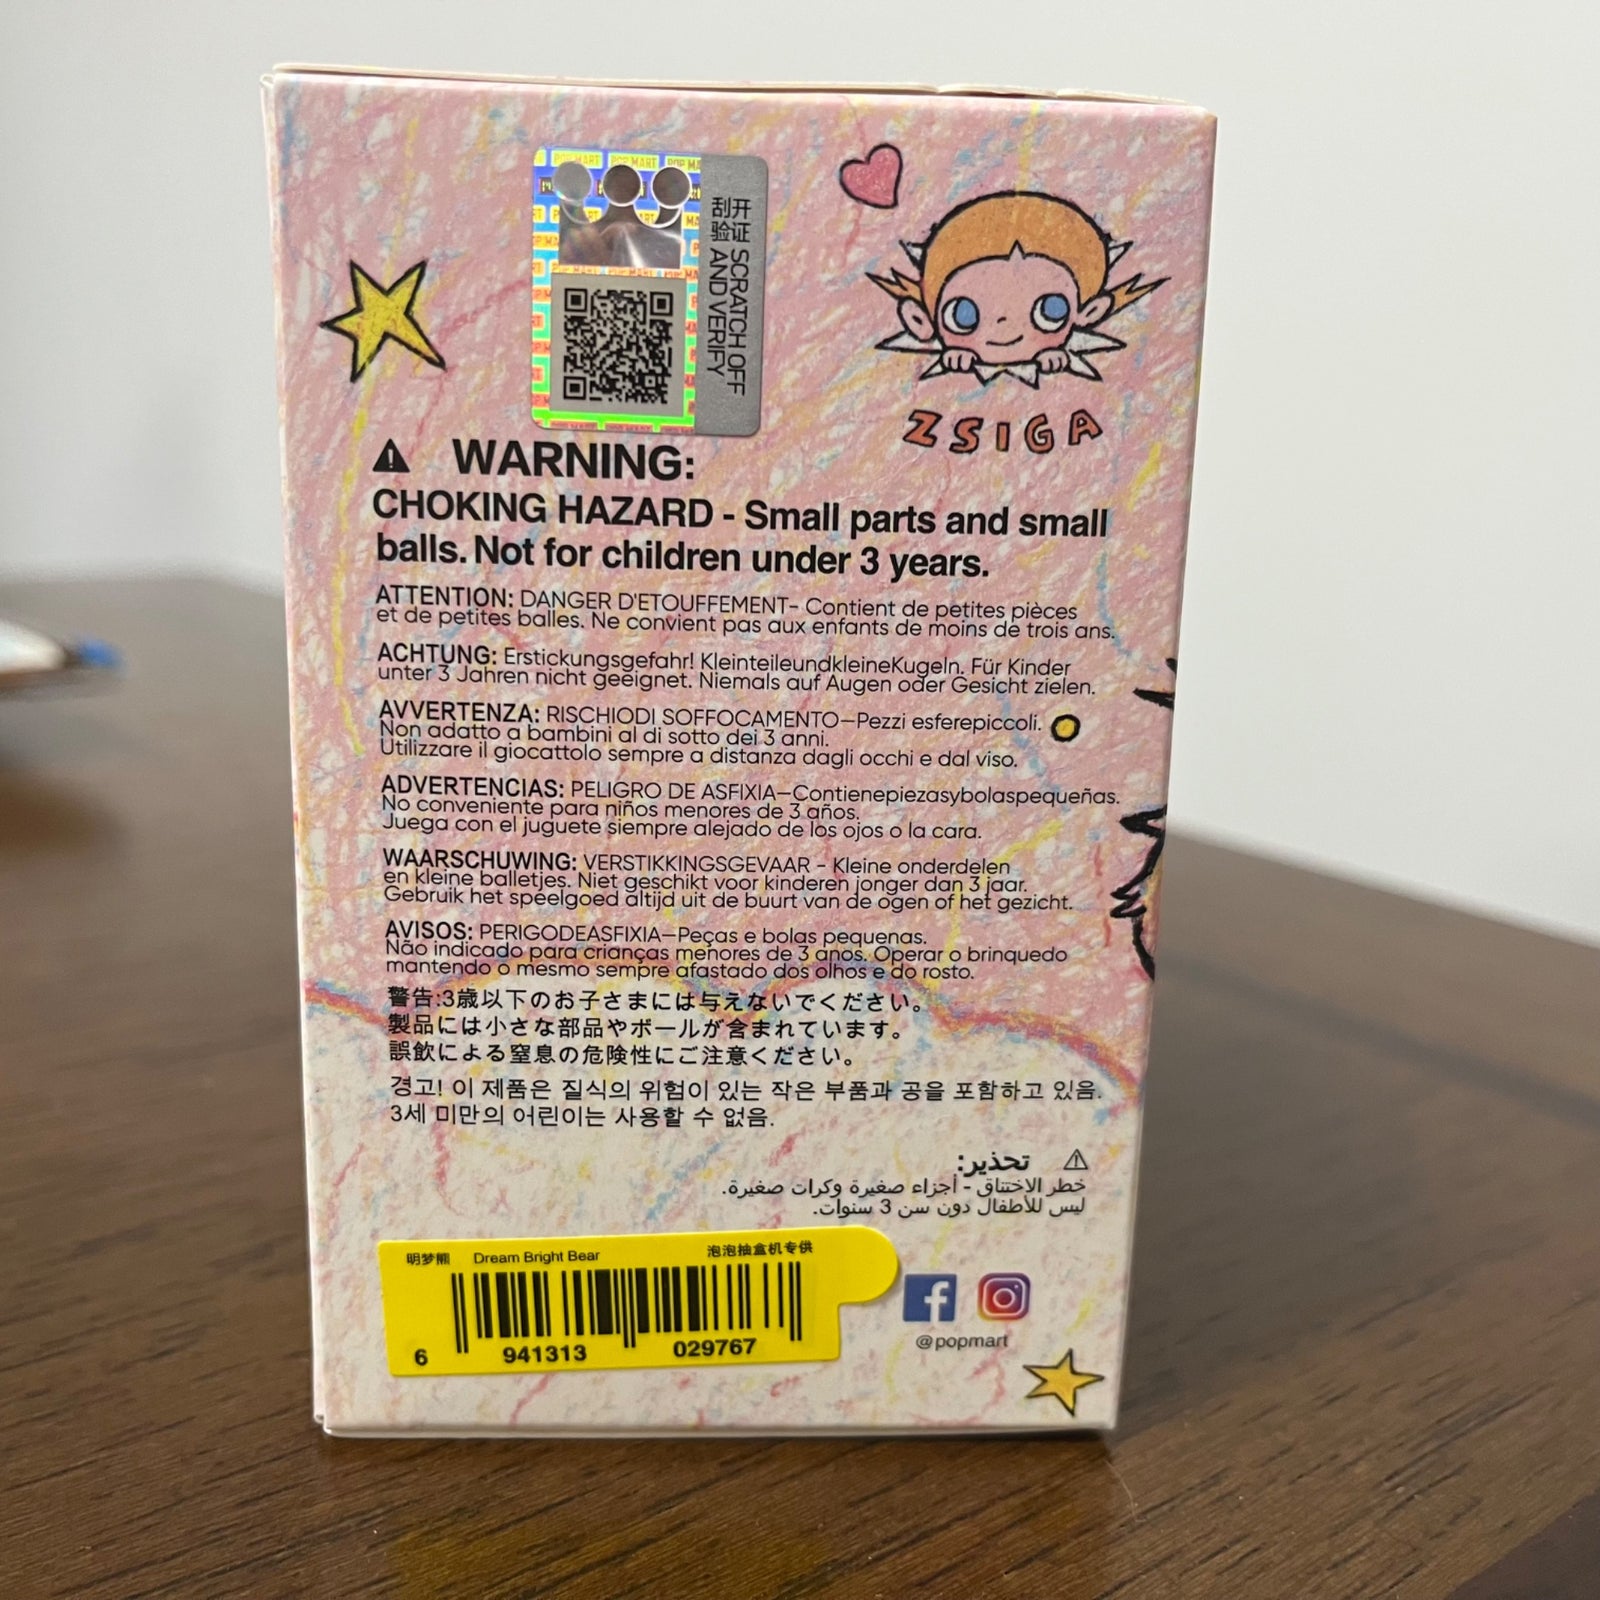 POP MART POP MART POP MA
开 证 SCRATCH OFF
刮 验 AND VERIFY
ZSIGA
WARNING:
CHOKING HAZARD - Small parts and small
balls. Not for children under 3 years.
ATTENTION: DANGER D'ETOUFFEMENT- Contient de petites pièces
et de petites balles. Ne convient pas aux enfants de moins de trois ans.
ACHTUNG: Erstickungsgefahr! KleinteileundkleineKugeln. Für Kinder
unter 3 Jahren nicht geeignet. Niemals auf Augen oder Gesicht zielen.
AVVERTENZA: RISCHIODI SOFFOCAMENTO—Pezzi esferepiccoli.
Non adatto a bambini al di sotto dei 3 anni.
Utilizzare il giocattolo sempre a distanza dagli occhi e dal viso.
ADVERTENCIAS: PELIGRO DE ASFIXIA—Contienepiezasybolaspequeñas.
No conveniente para niños menores de 3 años.
Juega con el juguete siempre alejado de los ojos o la cara.
WAARSCHUWING: VERSTIKKINGSGEVAAR - Kleine onderdelen
en kleine balletjes. Niet geschikt voor kinderen jonger dan 3 jaar.
Gebruik het speelgoed altijd uit de buurt van de ogen of het gezicht.
AVISOS: PERIGODEASFIXIA—Peças e bolas pequenas.
Não indicado para crianças menores de 3 anos. Operar o brinquedo
mantendo o mesmo sempre afastado dos olhos e do rosto.
警告:3歳以下のお子さまには与えないでください。
製品には小さな部品やボールが含まれています。
誤飲による窒息の危険性にご注意ください。
경고! 이 제품은 질식의 위험이 있는 작은 부품과 공을 포함하고 있음.
3세 미만의 어린이는 사용할 수 없음.
تحذير:
خطر الاختناق - أجزاء صغيرة وكرات صغيرة.
ليس للأطفال دون سن 3 سنوات.
明梦熊 Dream Bright Bear 泡泡抽盒机专供
6 941313 029767
@popmart